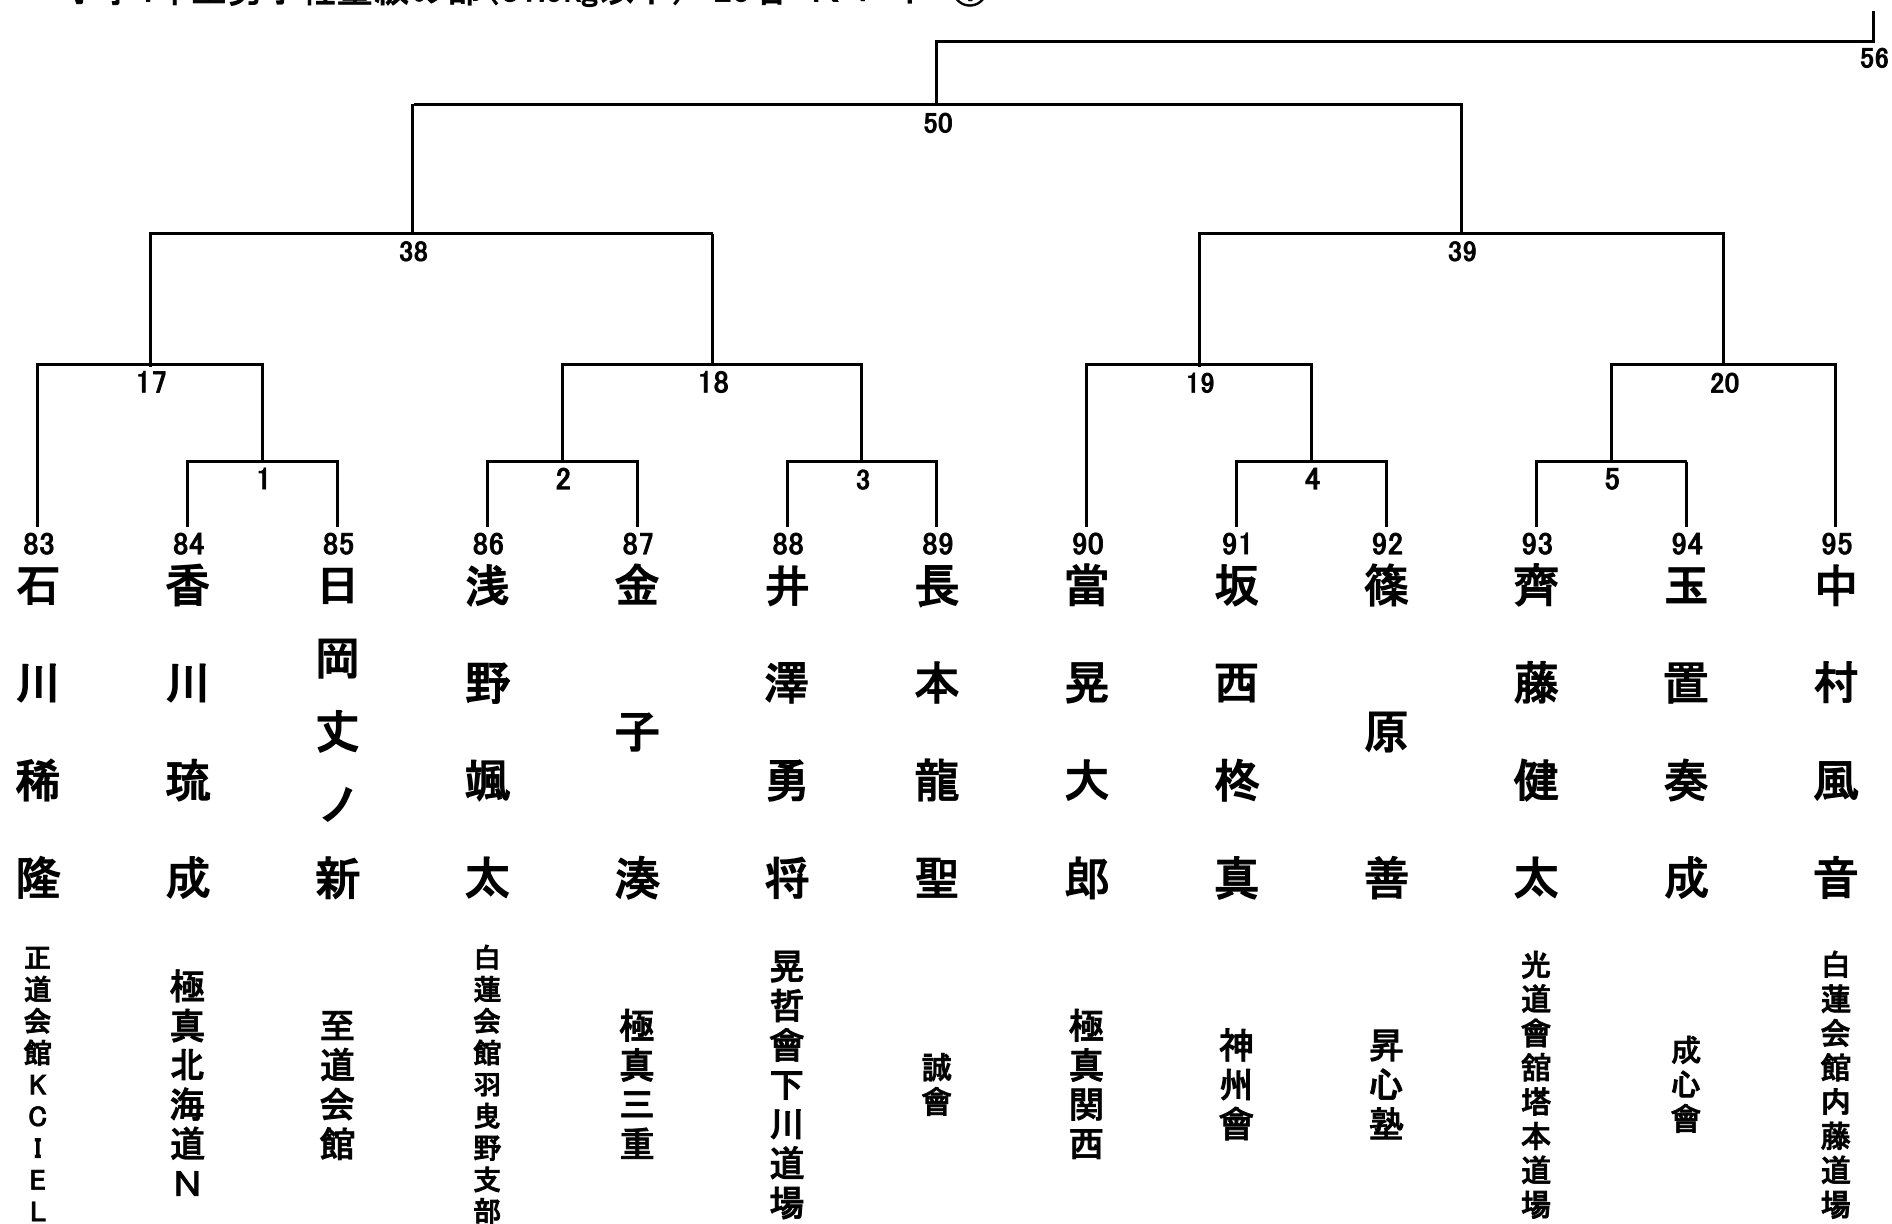 56
50
38 39
17 18 19 20
1 2 3 4 5
83 84 85 86 87 88 89 90 91 92 93 94 95
石川稀隆
香川琉成
日岡丈ノ新
浅野颯太
金子湊
井澤勇将
長本龍聖
當晃大郎
坂西柊真
篠原善
齊藤健太
玉置奏成
中村風音
正道会館KCIEL
極真北海道N
至道会館
白蓮会館羽曳野支部
極真三重
晃哲會下川道場
誠會
極真関西
神州會
昇心塾
光道會舘塔本道場
成心會
白蓮会館内藤道場